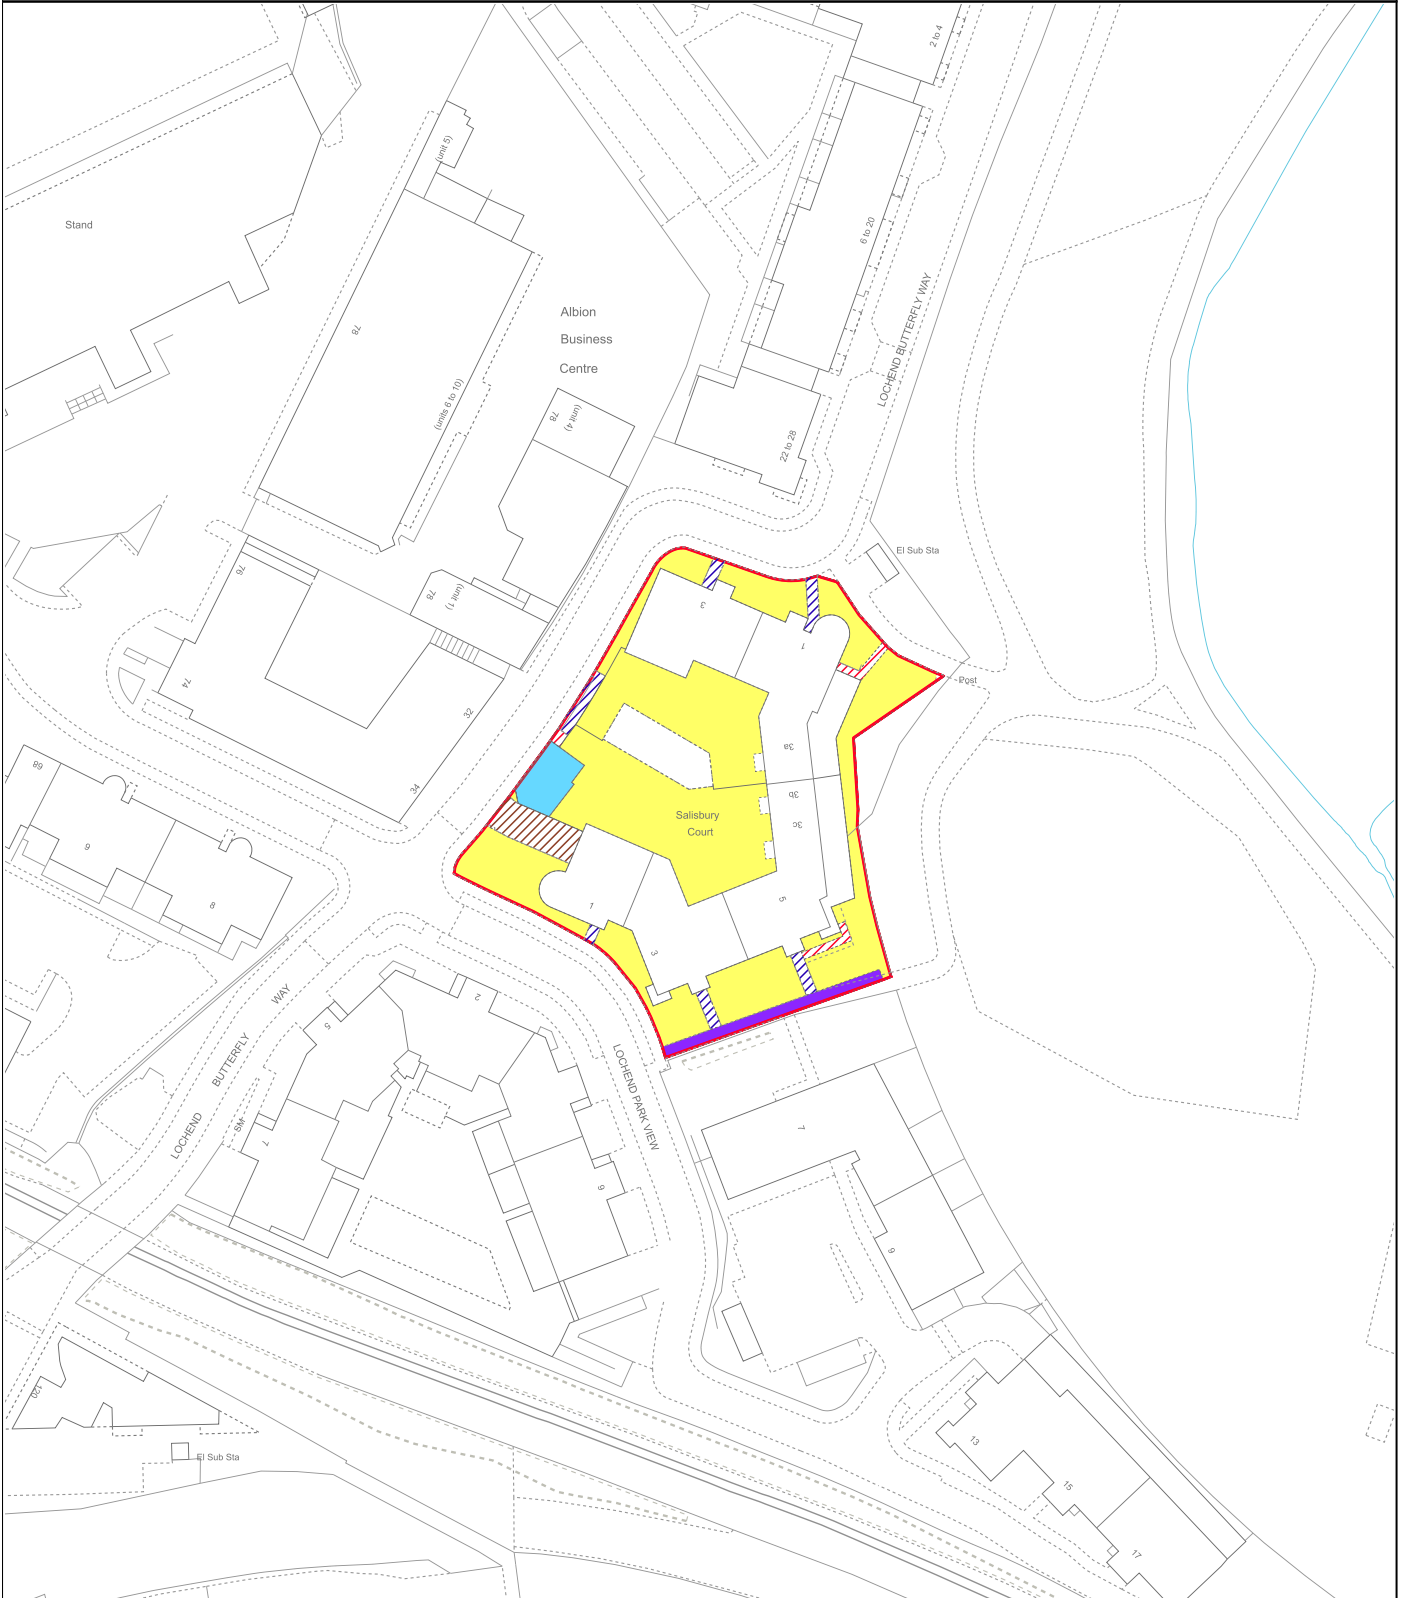 2 to 4
(unit 5)
Stand
6 to 20
LOCHEND BUTTERFLY WAY
Albion
Business
Centre
78
(units 6 to 10)
78
(unit 4)
22 to 28
El Sub Sta
76
78
(unit 1)
3
1
Post
74
32
3a
34
3b
3c
Salisbury
Court
68
9
8
1
5
3
2
5
LOCHEND BUTTERFLY WAY
SM
7
LOCHEND PARK VIEW
7
9
9
120
El Sub Sta
13
15
17